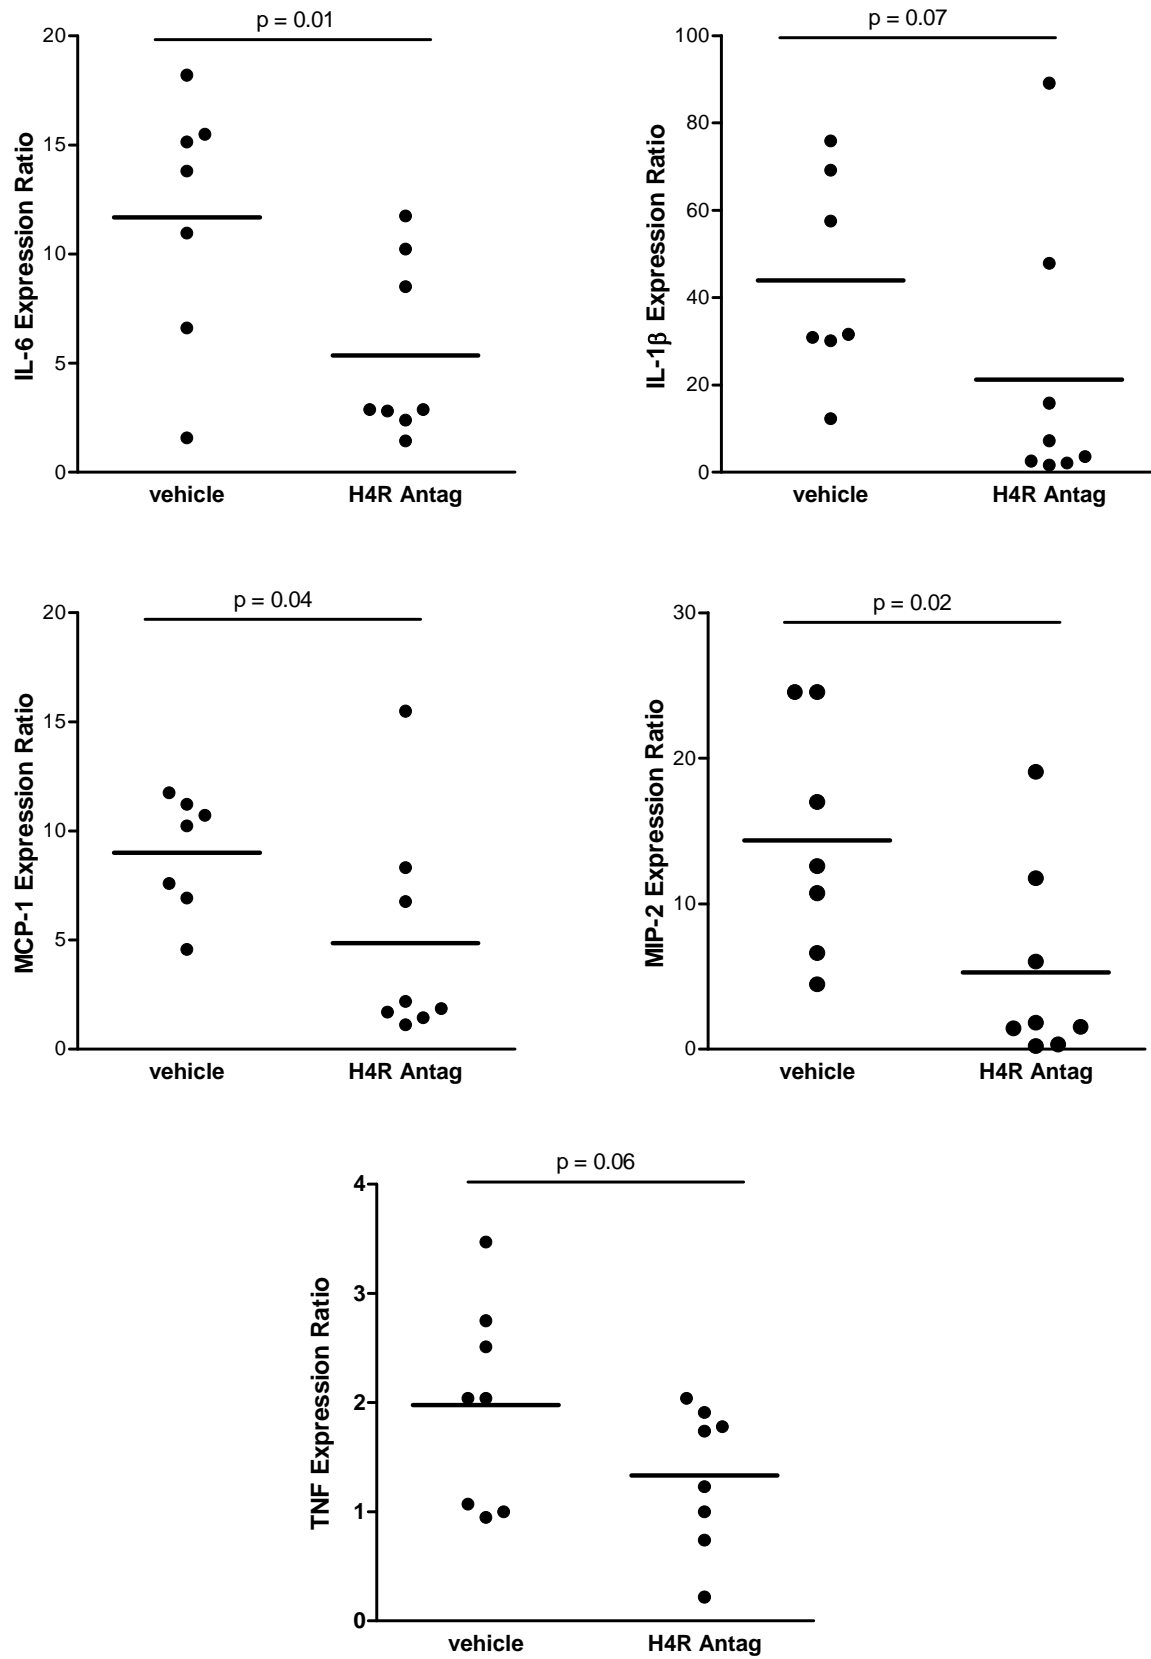 p = 0.01
20
15
10
5
0
IL-6 Expression Ratio
vehicle H4R Antag
p = 0.07
100
80
60
40
20
0
IL-1β Expression Ratio
vehicle H4R Antag
p = 0.04
20
15
10
5
0
MCP-1 Expression Ratio
vehicle H4R Antag
p = 0.02
30
20
10
0
MIP-2 Expression Ratio
vehicle H4R Antag
p = 0.06
4
3
2
1
0
TNF Expression Ratio
vehicle H4R Antag